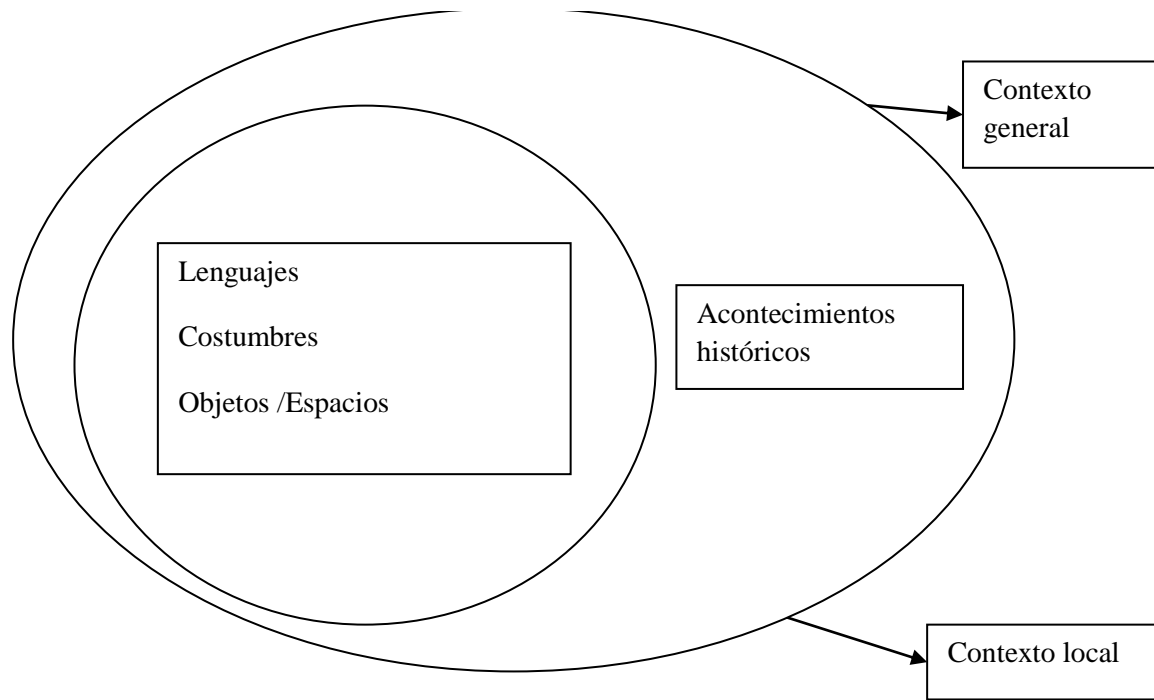 Contexto
general
Lenguajes
Costumbres
Objetos /Espacios
Acontecimientos
históricos
Contexto local